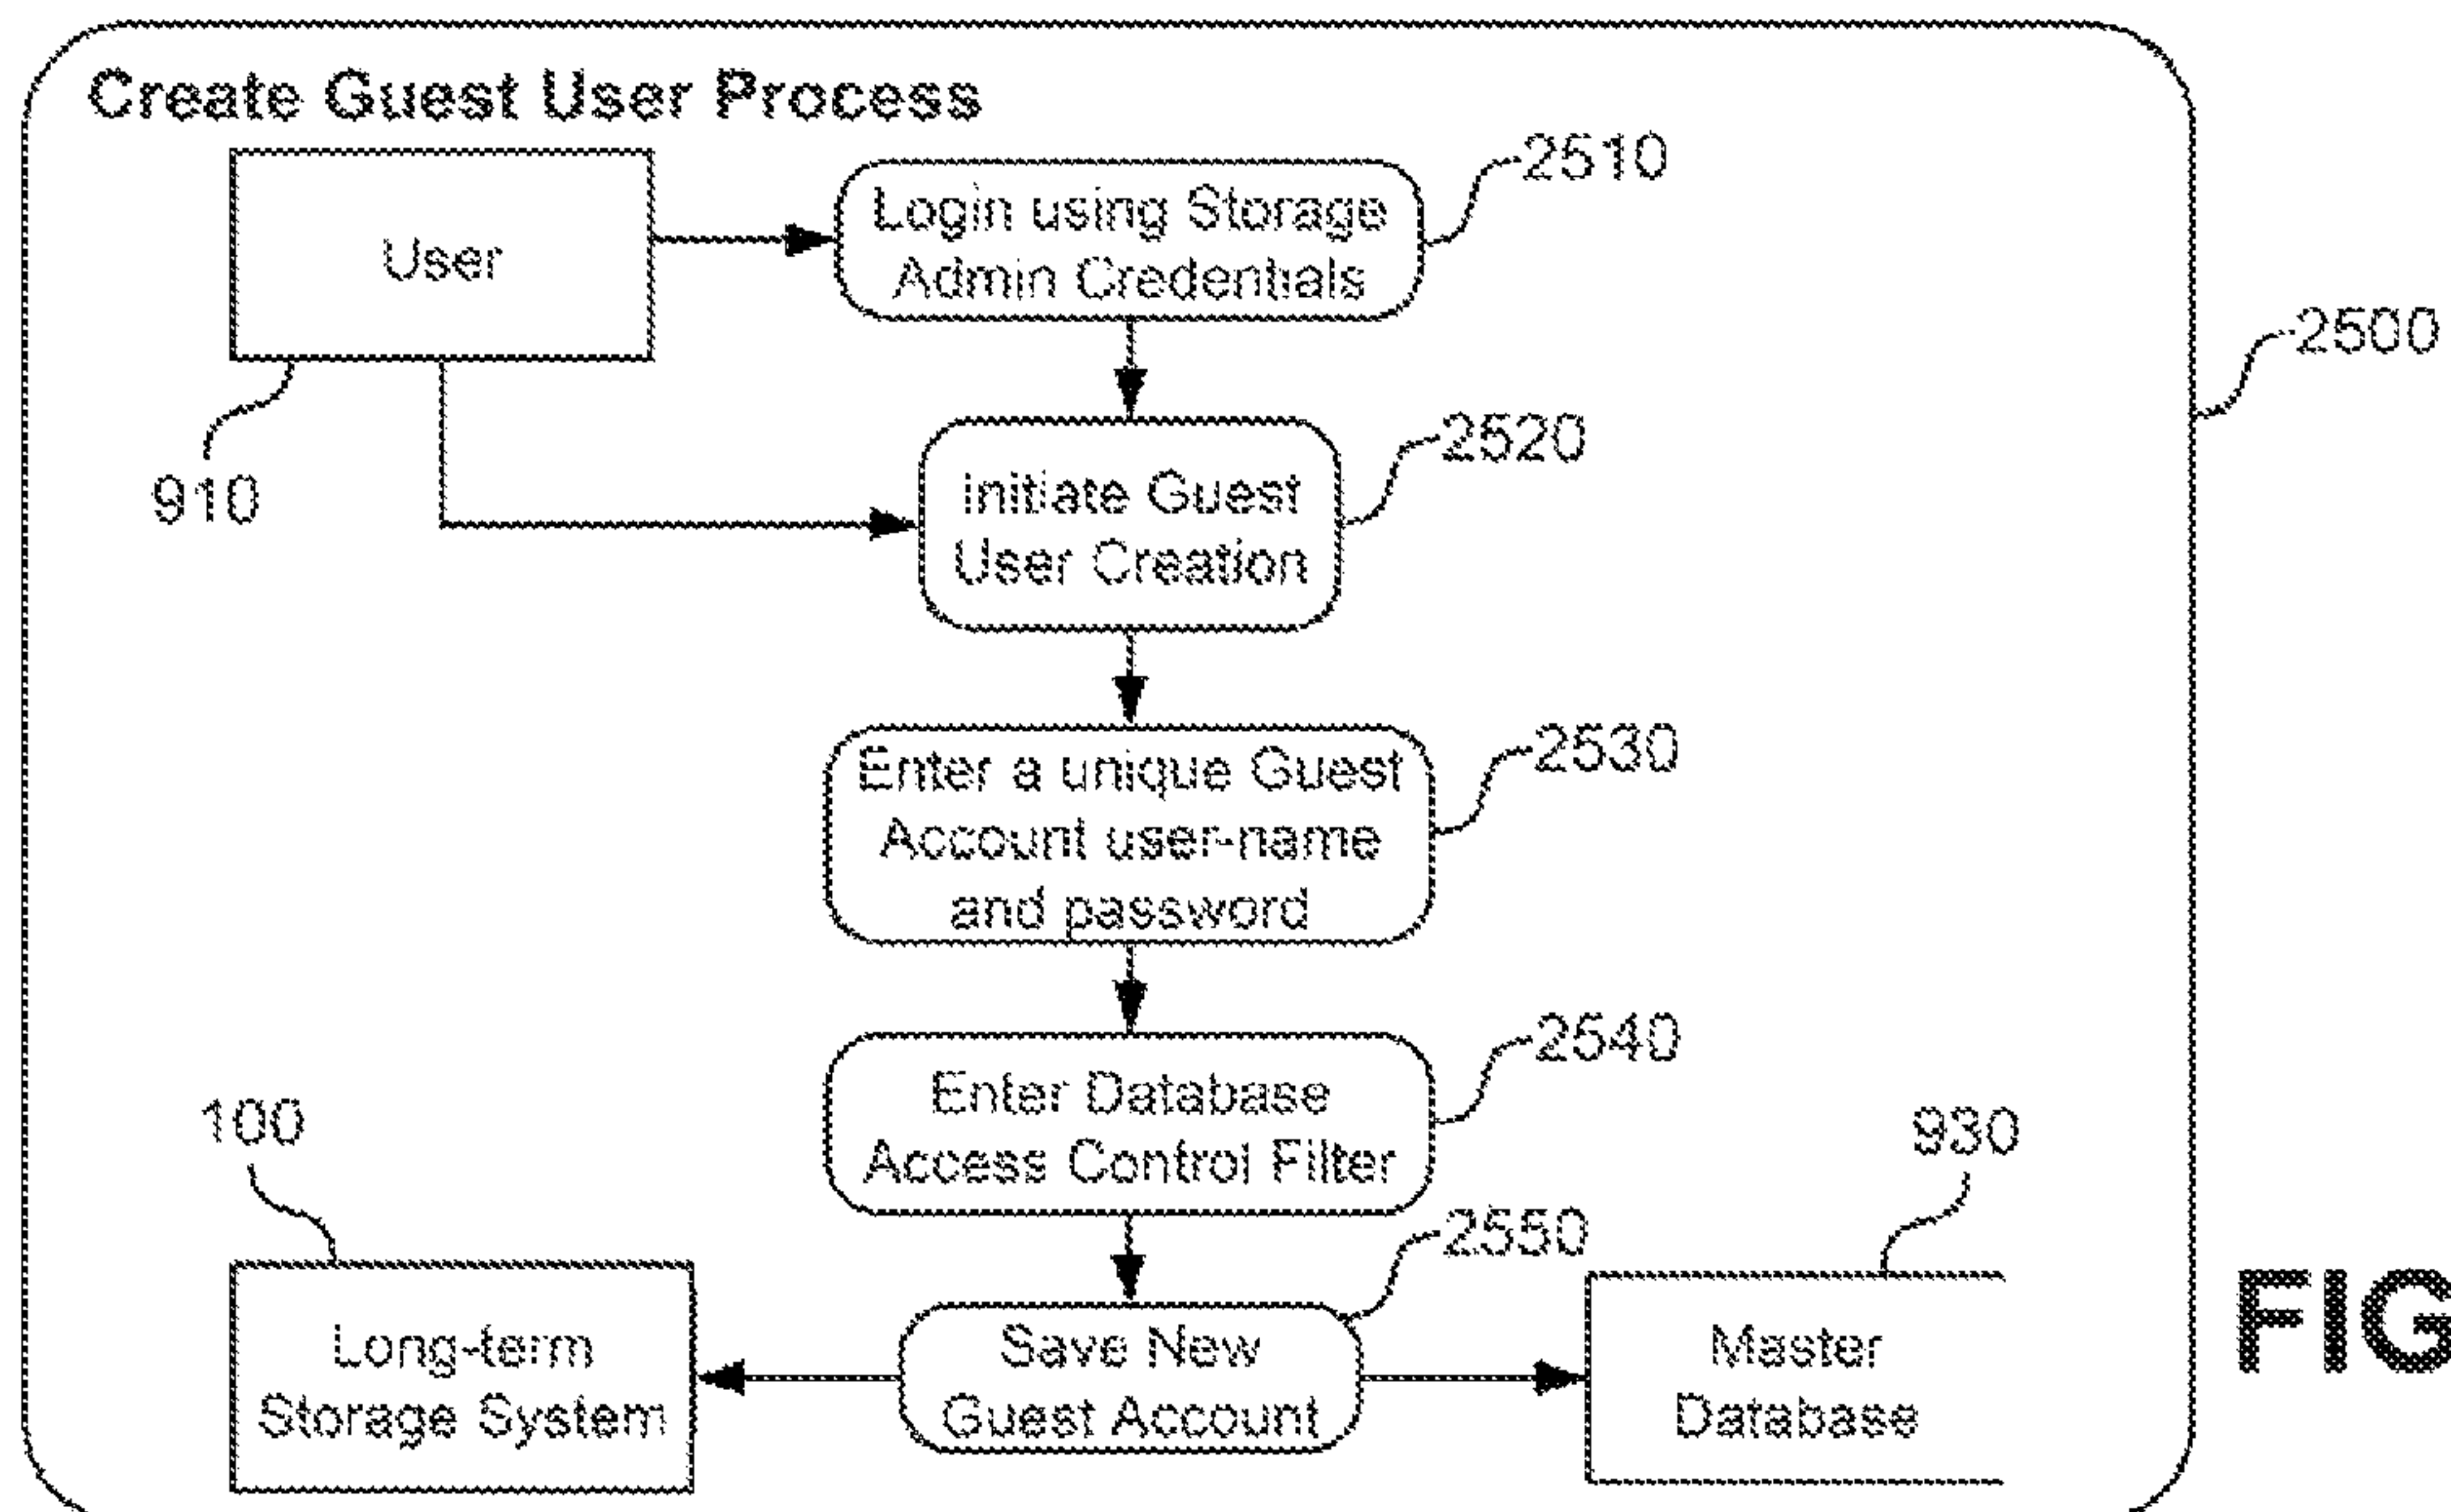 Create Guest User Process
User
910
Login using Storage
Admin Credentials
2510
2500
Initiate Guest
User Creation
2520
Enter a unique Guest
Account user-name
and password
2530
Enter Database
Access Control Filter
2540
100
Long-term
Storage System
Save New
Guest Account
2550
930
Master
Database
FIG